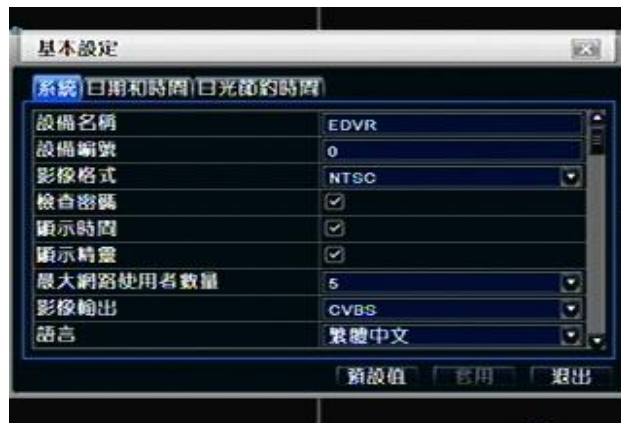 基本設定
系統 日期和時間 日光節約時間
設備名稱 EDVR
設備編號 0
影像格式 NTSC
檢查密碼
顯示時間
顯示精靈
最大網路使用者數量 5
影像輸出 CVBS
語言 繁體中文
預設值 套用 退出